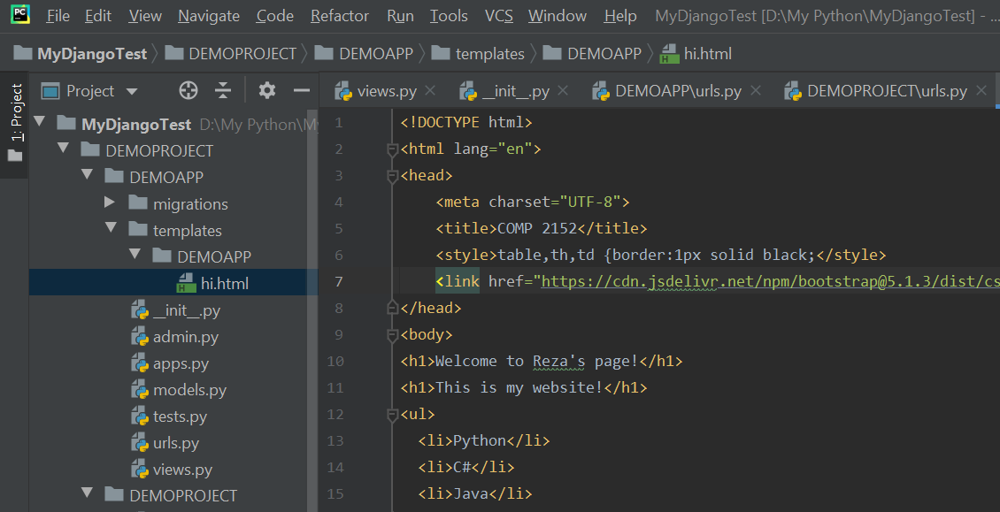 PC File Edit View Navigate Code Refactor Run Tools VCS Window Help MyDjangoTest [D:\My Python\MyDjangoTest] - ...
MyDjangoTest DEMOPROJECT DEMOAPP templates DEMOAPP hi.html
1: Project
Project
MyDjangoTest D:\My Python\M
DEMOPROJECT
DEMOAPP
migrations
templates
DEMOAPP
hi.html
__init__.py
admin.py
apps.py
models.py
tests.py
urls.py
views.py
DEMOPROJECT
views.py __init__.py DEMOAPP\urls.py DEMOPROJECT\urls.py
1 <!DOCTYPE html>
2 <html lang="en">
3 <head>
4 <meta charset="UTF-8">
5 <title>COMP 2152</title>
6 <style>table,th,td {border:1px solid black;</style>
7 <link href="https://cdn.jsdelivr.net/npm/bootstrap@5.1.3/dist/cs
8 </head>
9 <body>
10 <h1>Welcome to Reza's page!</h1>
11 <h1>This is my website!</h1>
12 <ul>
13 <li>Python</li>
14 <li>C#</li>
15 <li>Java</li>